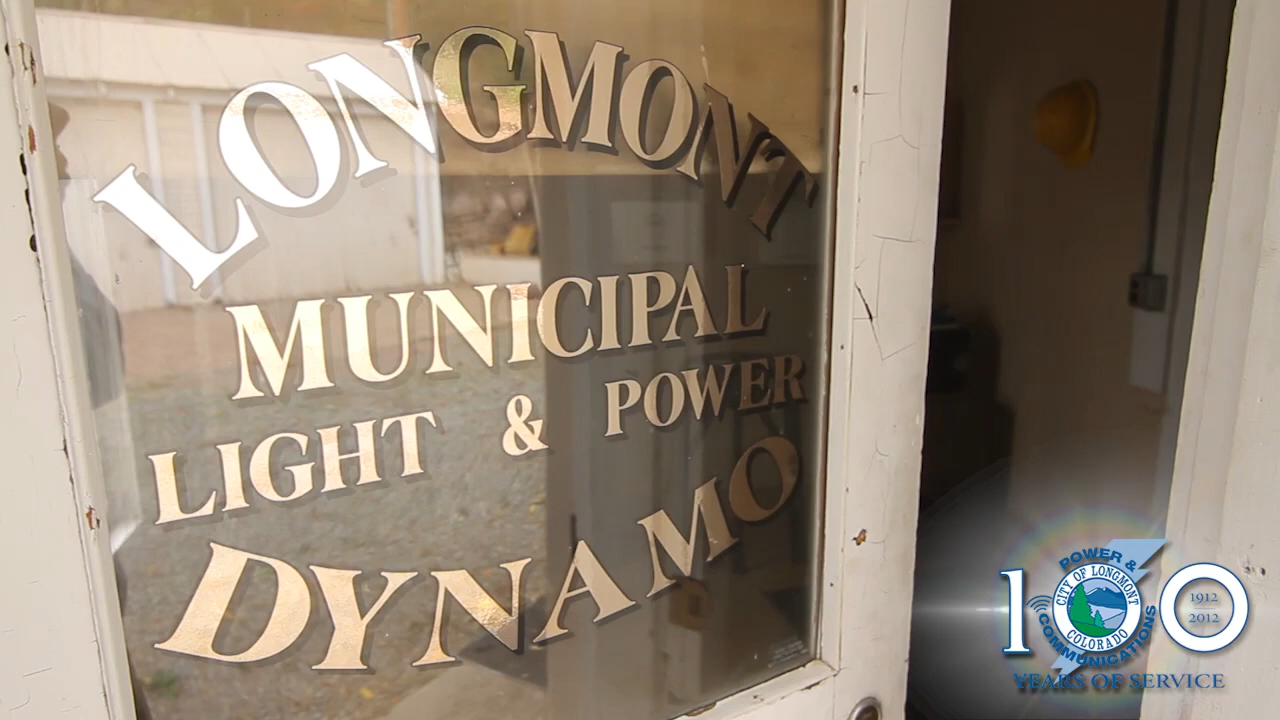 LONGMONT
MUNICIPAL
LIGHT & POWER
DYNAMO
POWER &
CITY OF LONGMONT
COLORADO
COMMUNICATIONS
100
1912
2012
YEARS OF SERVICE